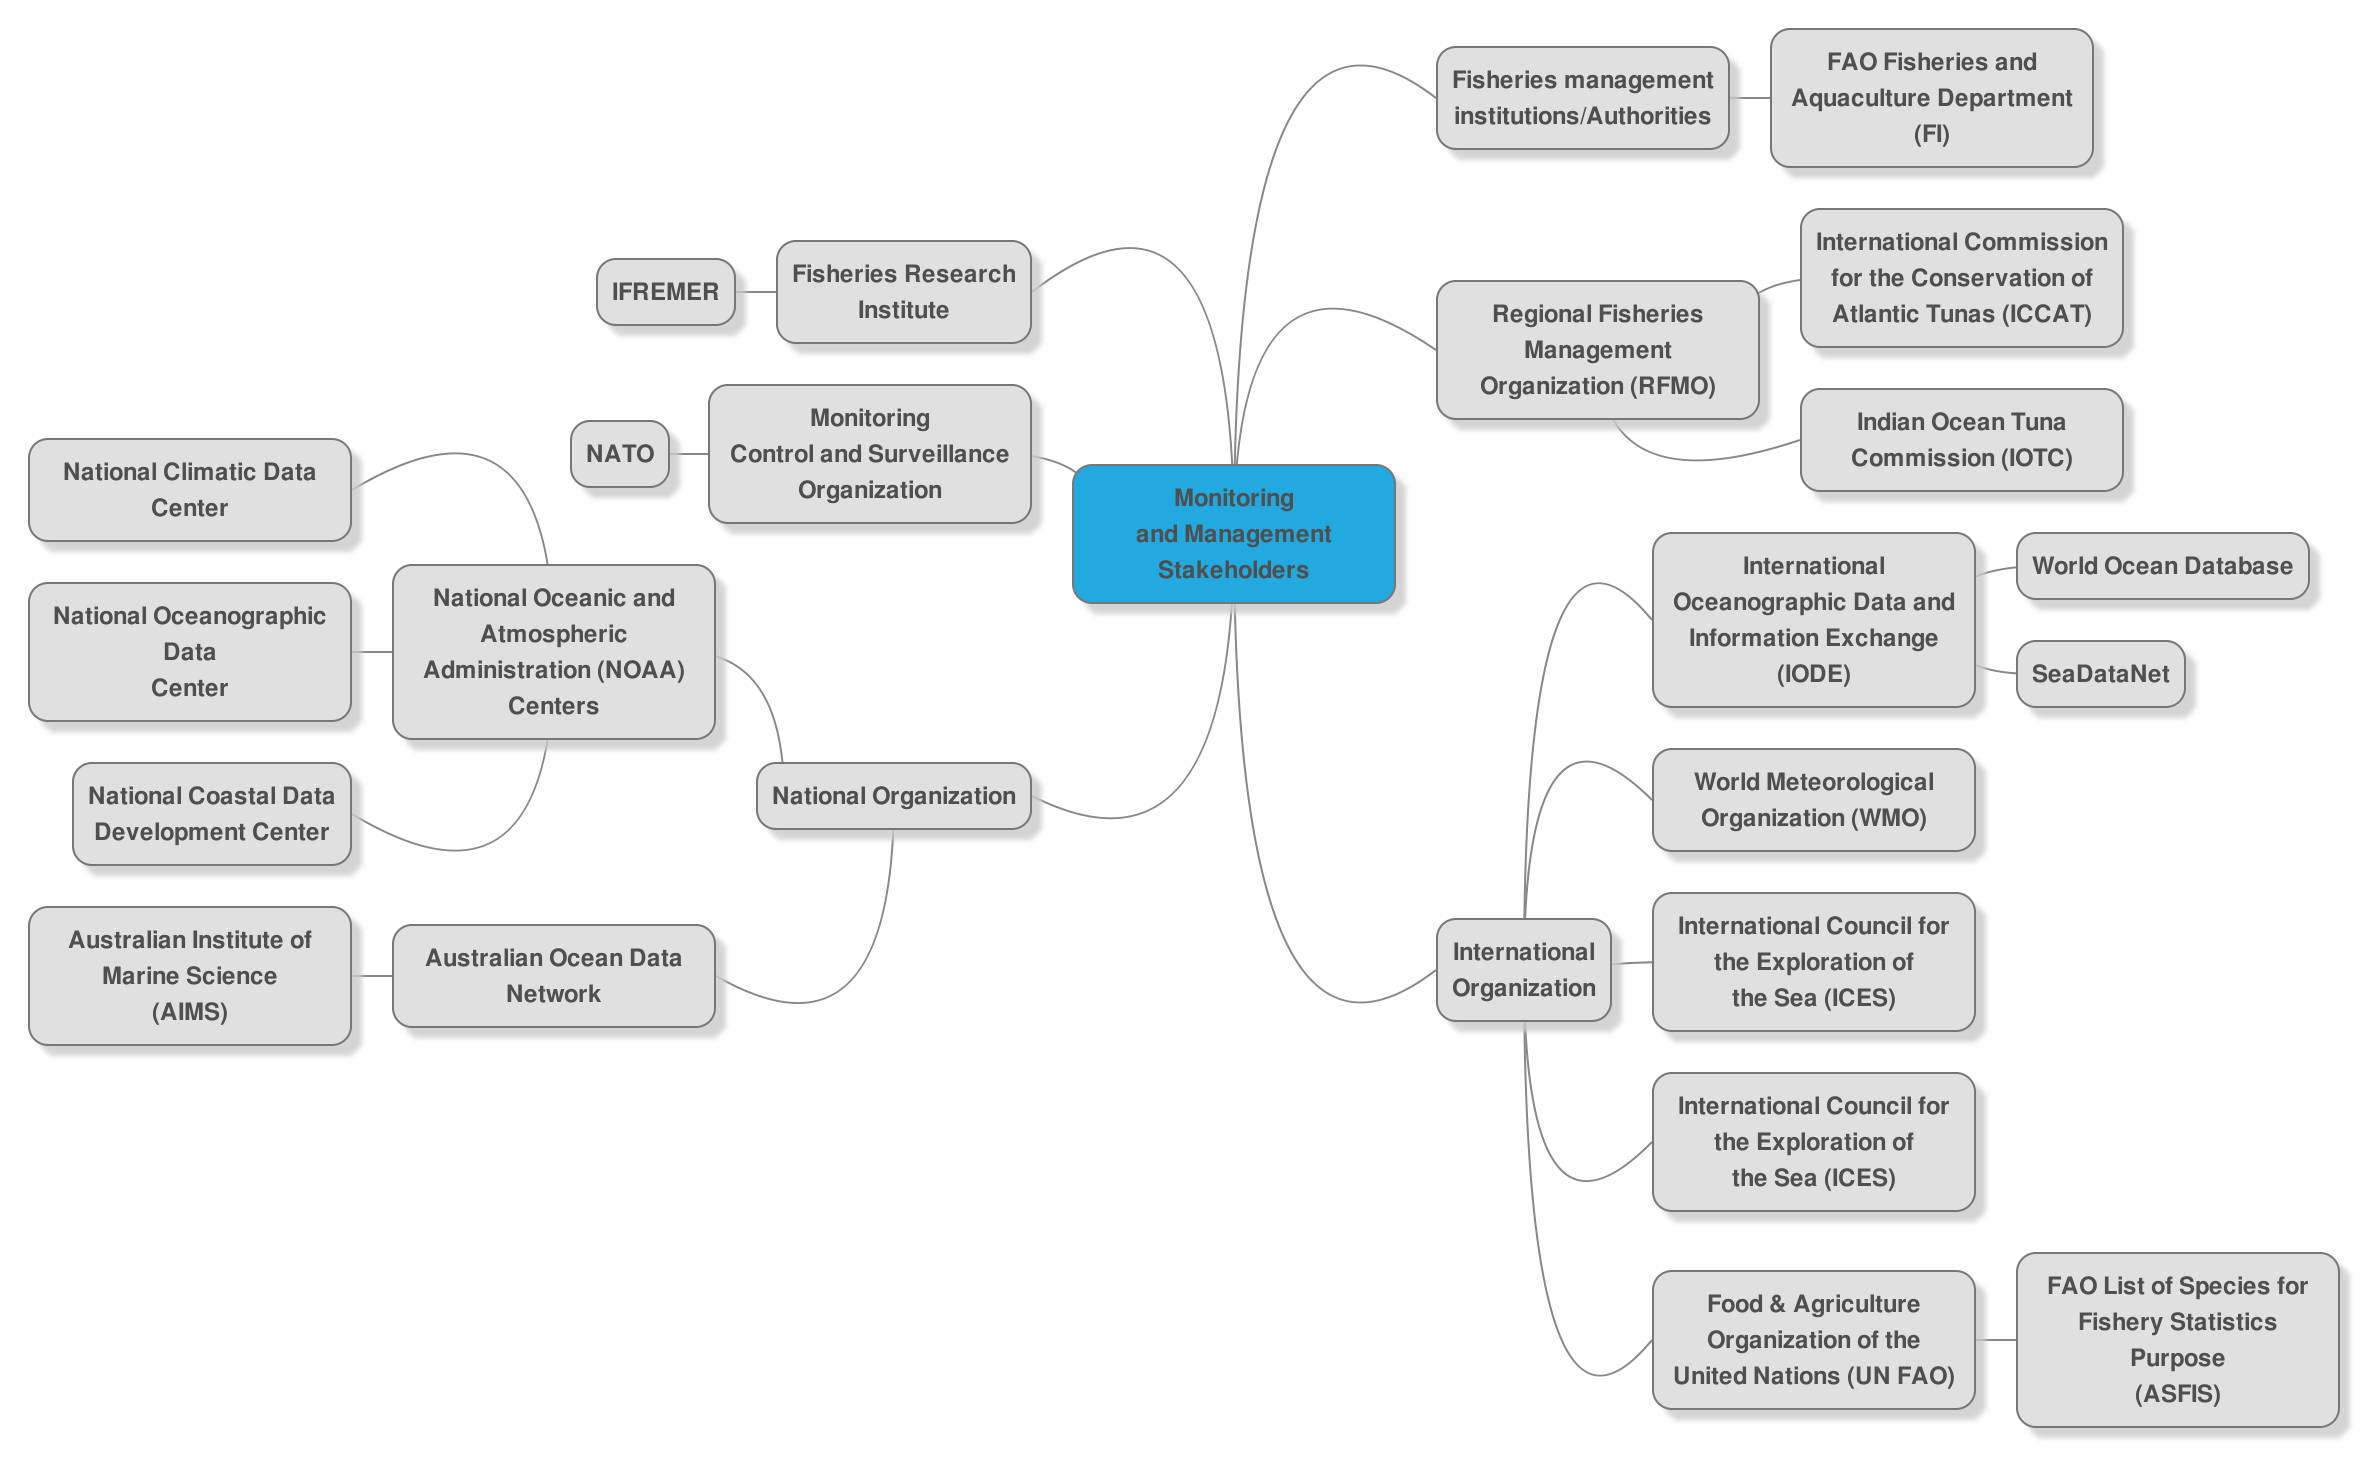 Monitoring
and Management
Stakeholders
Fisheries management
institutions/Authorities
FAO Fisheries and
Aquaculture Department
(FI)
Regional Fisheries
Management
Organization (RFMO)
International Commission
for the Conservation of
Atlantic Tunas (ICCAT)
Indian Ocean Tuna
Commission (IOTC)
International
Organization
International
Oceanographic Data and
Information Exchange
(IODE)
World Ocean Database
SeaDataNet
World Meteorological
Organization (WMO)
International Council for
the Exploration of
the Sea (ICES)
International Council for
the Exploration of
the Sea (ICES)
Food & Agriculture
Organization of the
United Nations (UN FAO)
FAO List of Species for
Fishery Statistics
Purpose
(ASFIS)
Fisheries Research
Institute
IFREMER
Monitoring
Control and Surveillance
Organization
NATO
National Organization
National Oceanic and
Atmospheric
Administration (NOAA)
Centers
National Climatic Data
Center
National Oceanographic
Data
Center
National Coastal Data
Development Center
Australian Ocean Data
Network
Australian Institute of
Marine Science
(AIMS)